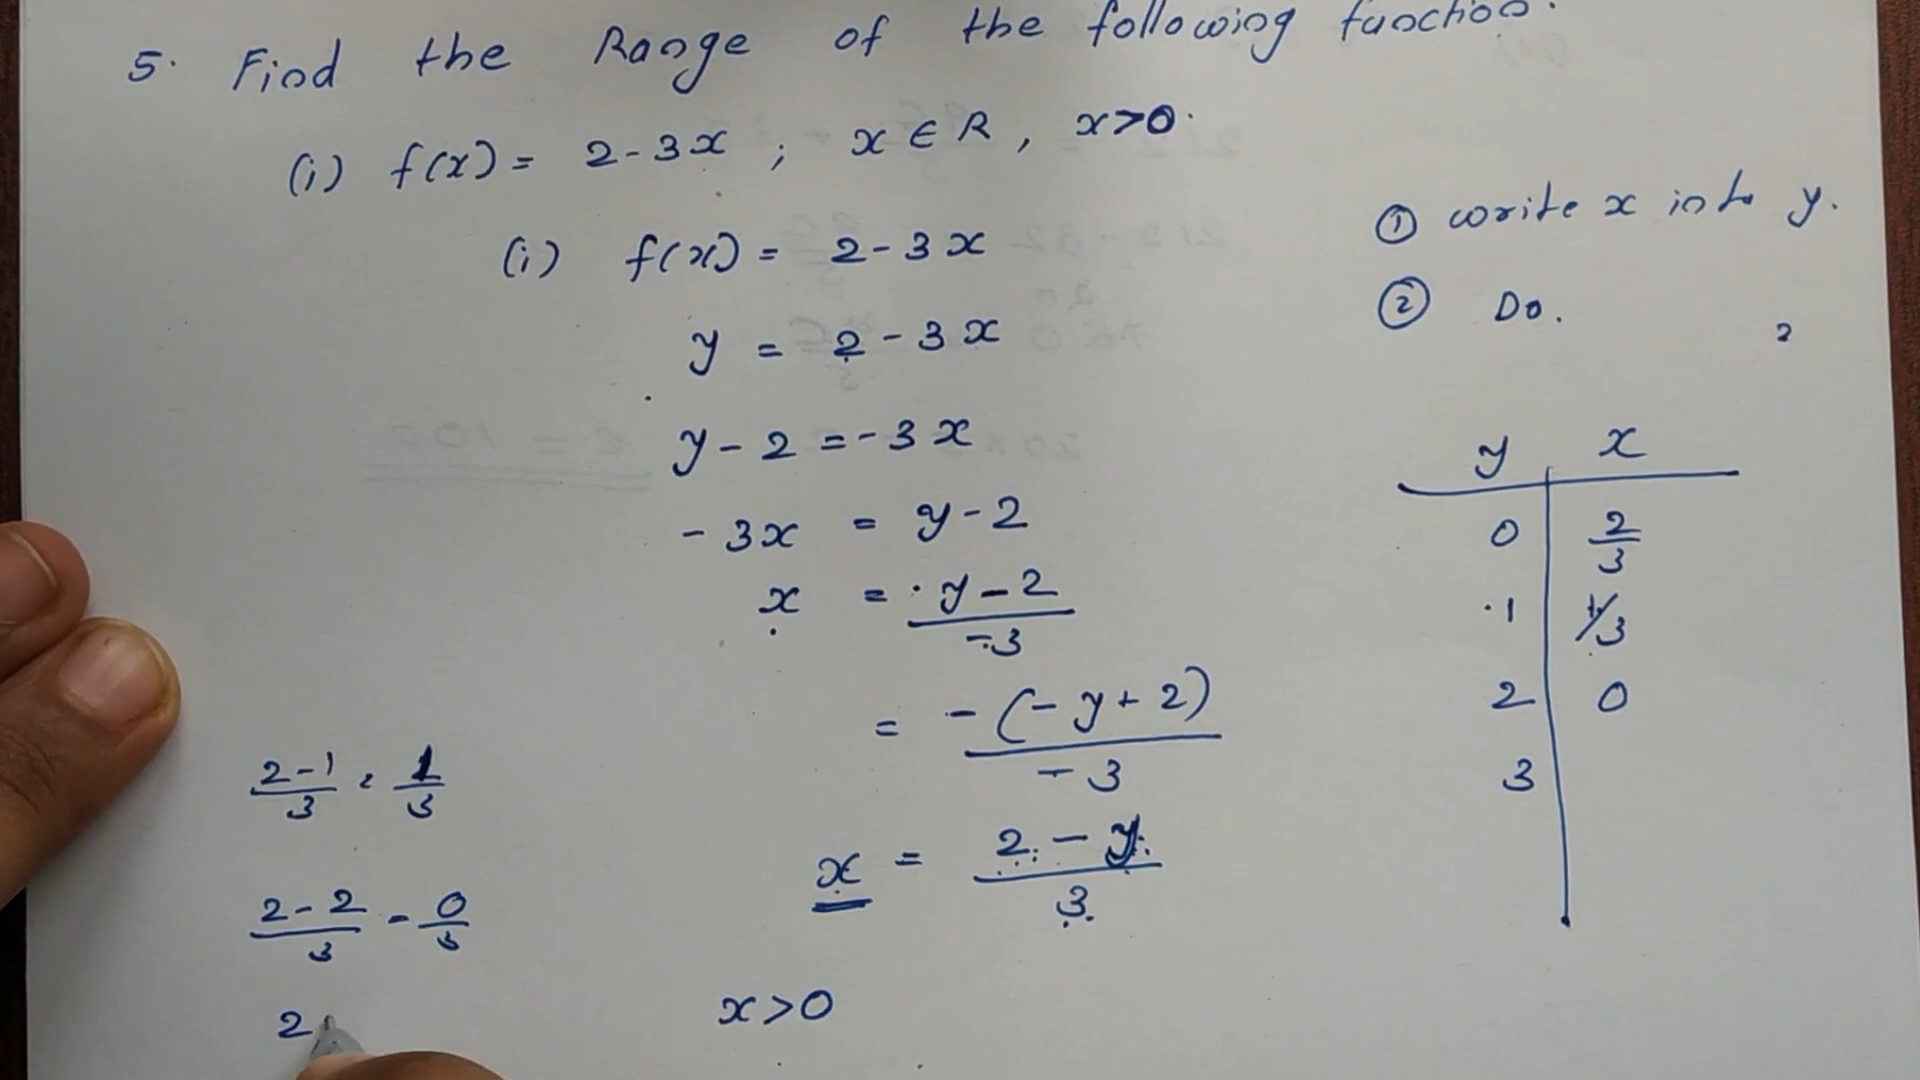 5. Find the Range of the following function.
(i) f(x) = 2-3x ; x ∈ R , x>0.
(i) f(x) = 2-3x
y = 2-3x
y-2 = -3x
-3x = y-2
x = y-2/-3
= -(-y+2)/-3
x = 2-y/3
x>0
① write x into y.
② Do.
2
y x
0 2/3
1 1/3
2 0
3
2-1/3 = 1/3
2-2/3 - 0/3
2